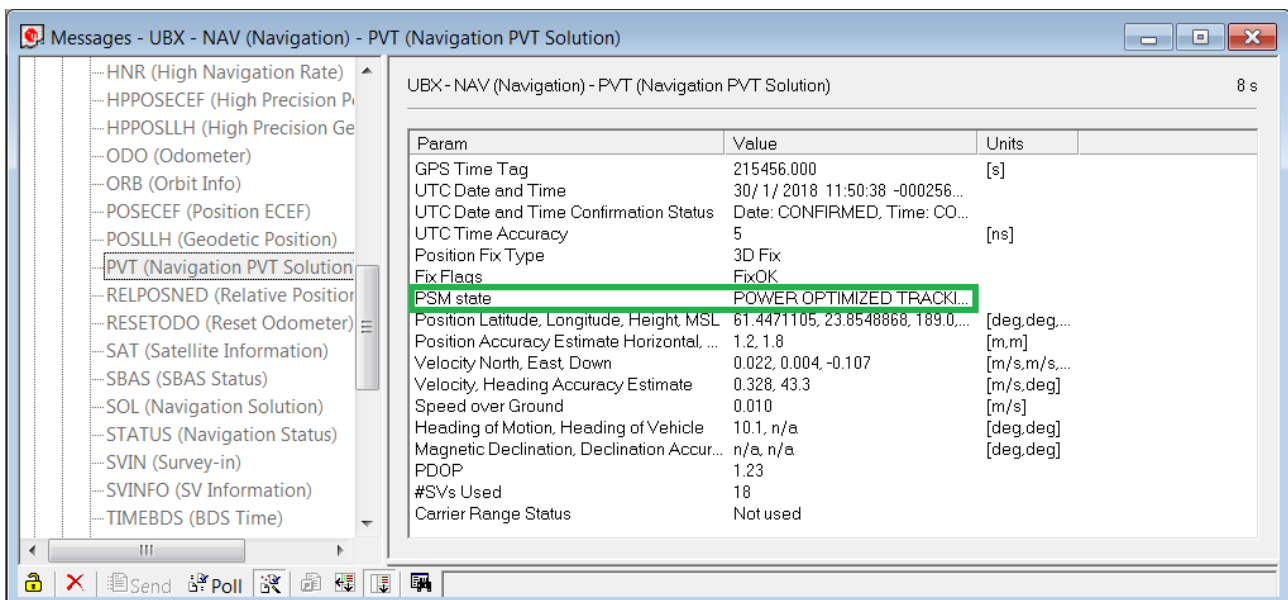 Messages - UBX - NAV (Navigation) - PVT (Navigation PVT Solution)
HNR (High Navigation Rate)
HPPOSECEF (High Precision P
HPPOSLLH (High Precision Ge
ODO (Odometer)
ORB (Orbit Info)
POSECEF (Position ECEF)
POSLLH (Geodetic Position)
PVT (Navigation PVT Solution
RELPOSNED (Relative Position
RESETODO (Reset Odometer)
SAT (Satellite Information)
SBAS (SBAS Status)
SOL (Navigation Solution)
STATUS (Navigation Status)
SVIN (Survey-in)
SVINFO (SV Information)
TIMEBDS (BDS Time)
UBX - NAV (Navigation) - PVT (Navigation PVT Solution) 8 s
Param Value Units
GPS Time Tag 215456.000 [s]
UTC Date and Time 30/ 1/ 2018 11:50:38 -000256...
UTC Date and Time Confirmation Status Date: CONFIRMED, Time: CO...
UTC Time Accuracy 5 [ns]
Position Fix Type 3D Fix
Fix Flags FixOK
PSM state POWER OPTIMIZED TRACKI...
Position Latitude, Longitude, Height, MSL 61.4471105, 23.8548868, 189.0,... [deg,deg,...
Position Accuracy Estimate Horizontal, ... 1.2, 1.8 [m,m]
Velocity North, East, Down 0.022, 0.004, -0.107 [m/s,m/s,...
Velocity, Heading Accuracy Estimate 0.328, 43.3 [m/s,deg]
Speed over Ground 0.010 [m/s]
Heading of Motion, Heading of Vehicle 10.1, n/a [deg,deg]
Magnetic Declination, Declination Accur... n/a, n/a [deg,deg]
PDOP 1.23
#SVs Used 18
Carrier Range Status Not used
Send Poll